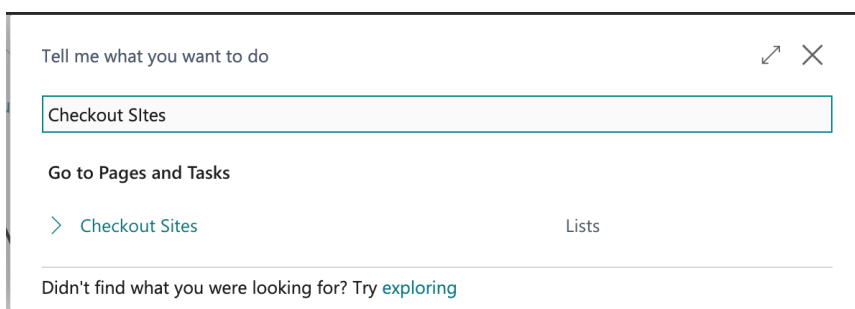 Tell me what you want to do
Checkout SItes
Go to Pages and Tasks
Checkout Sites Lists
Didn't find what you were looking for? Try exploring